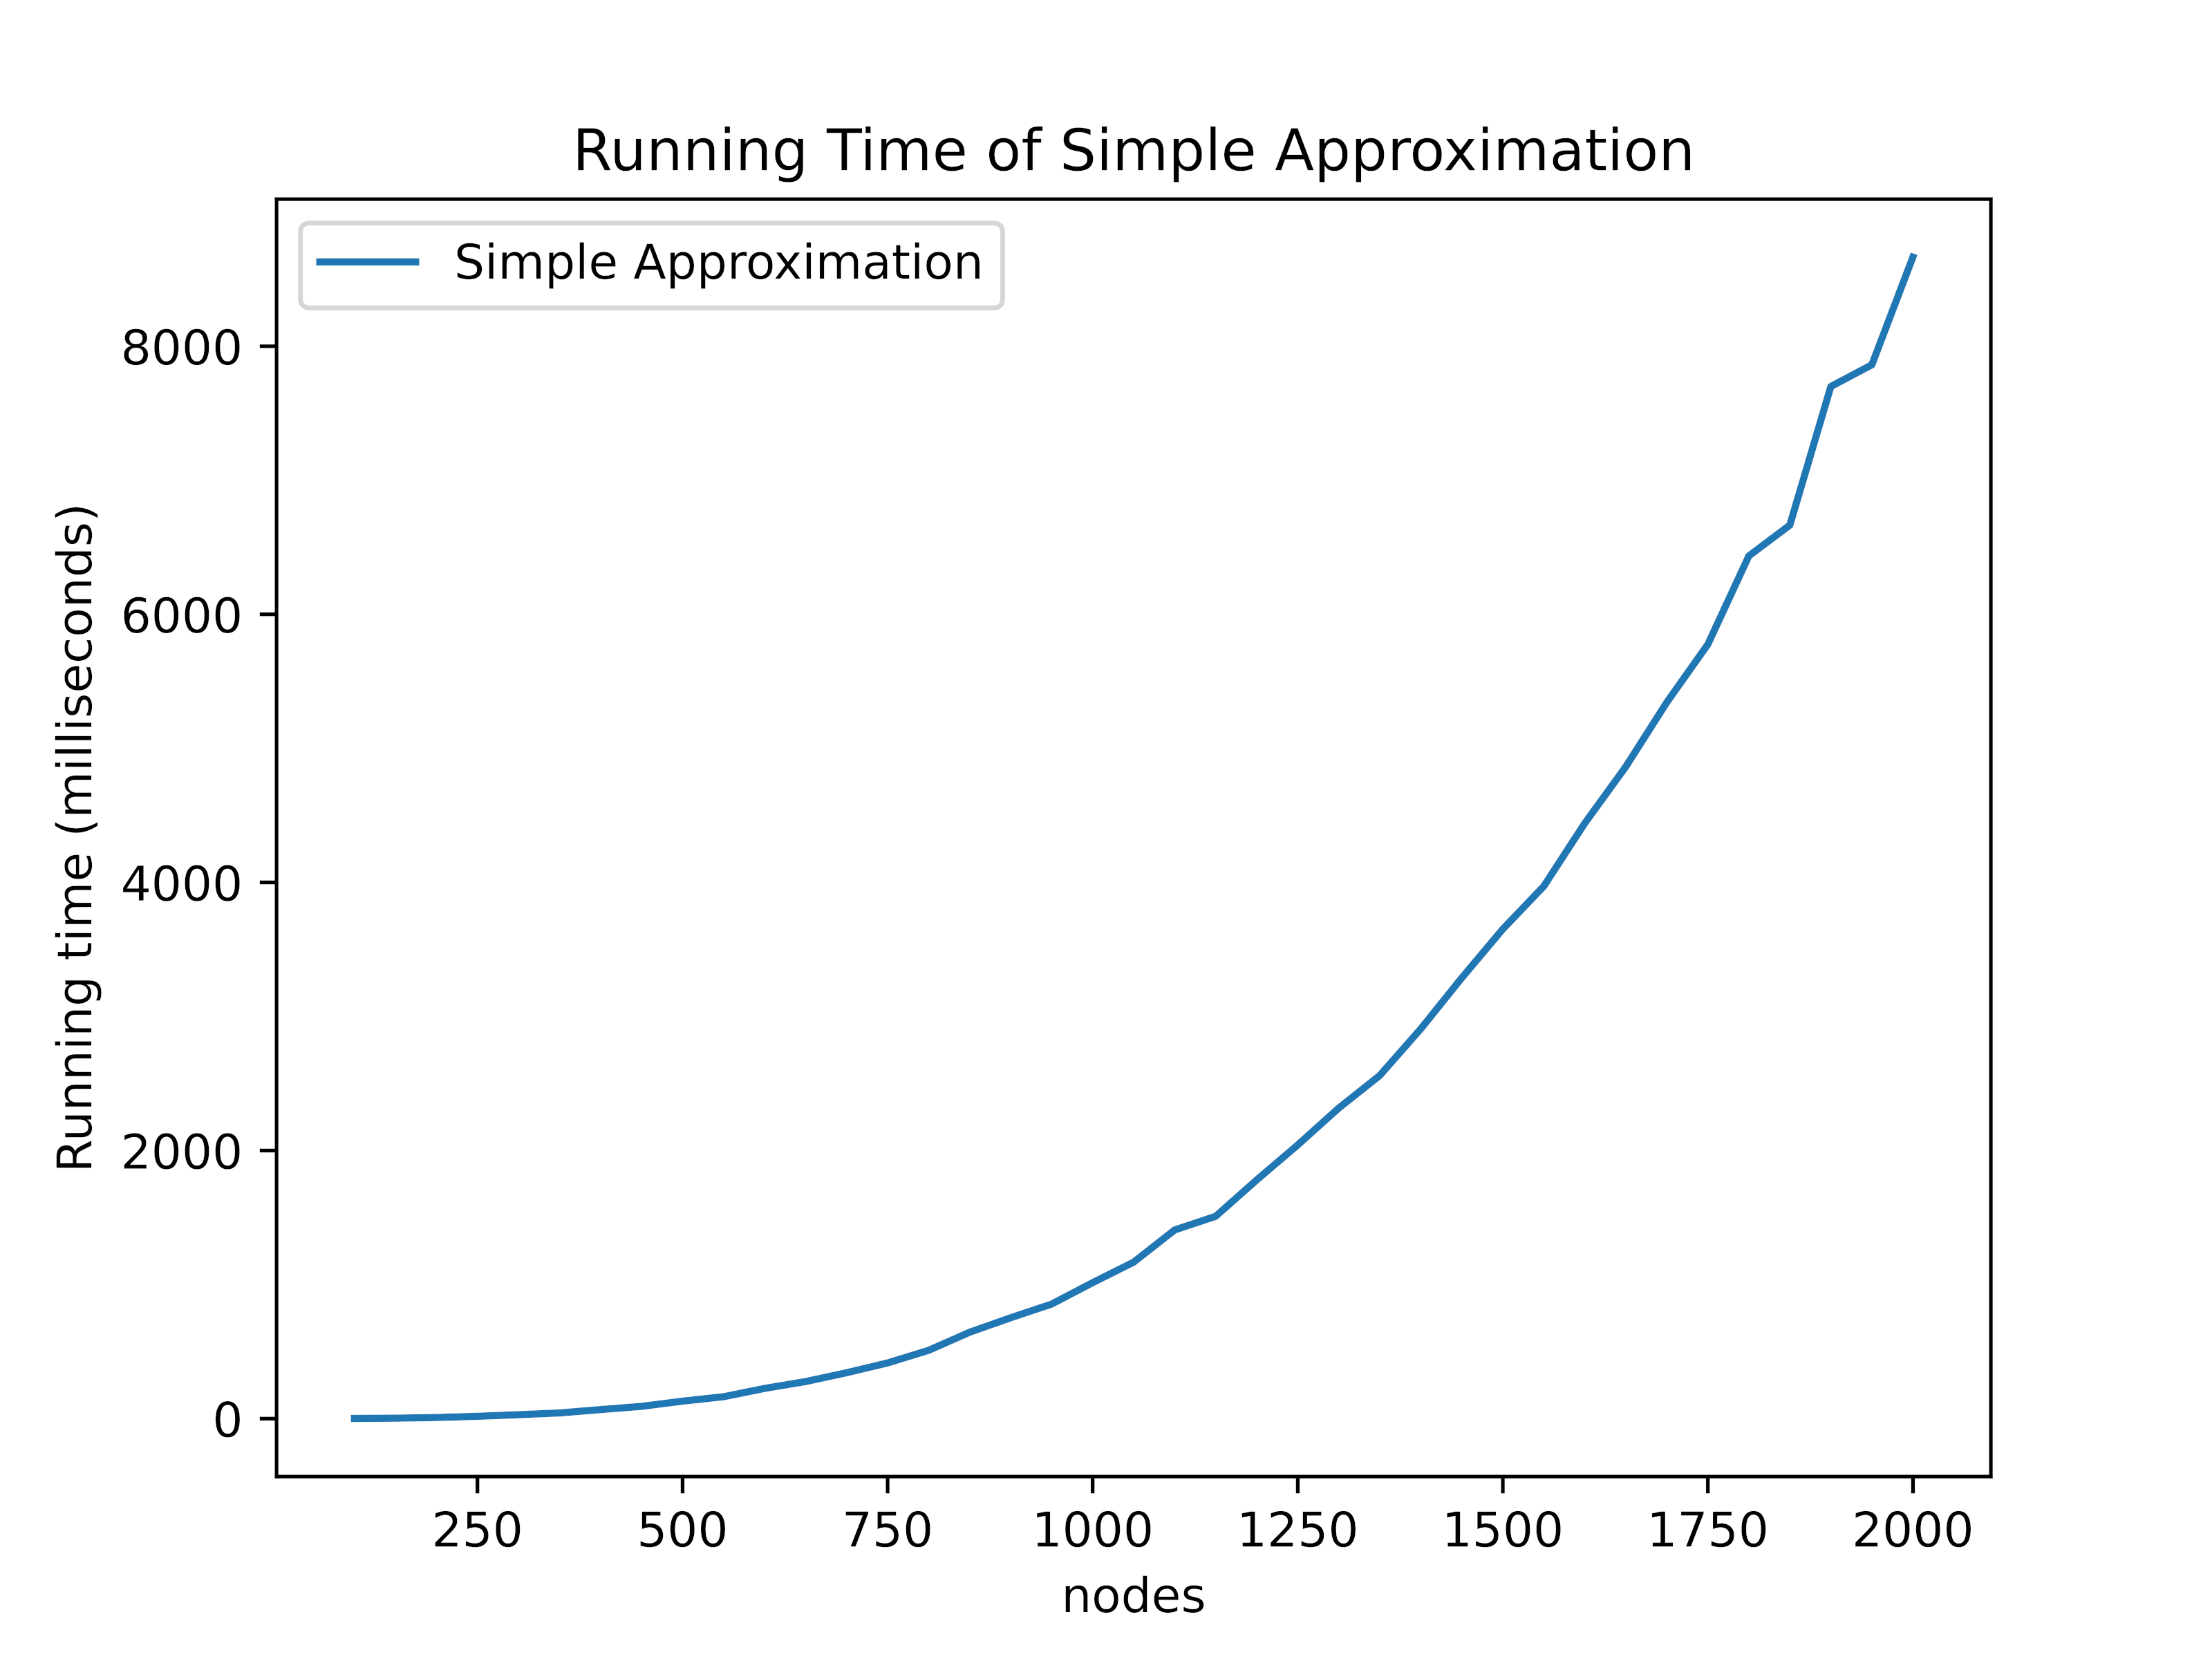 Running Time of Simple Approximation
Simple Approximation
Running time (milliseconds)
8000
6000
4000
2000
0
250 500 750 1000 1250 1500 1750 2000
nodes